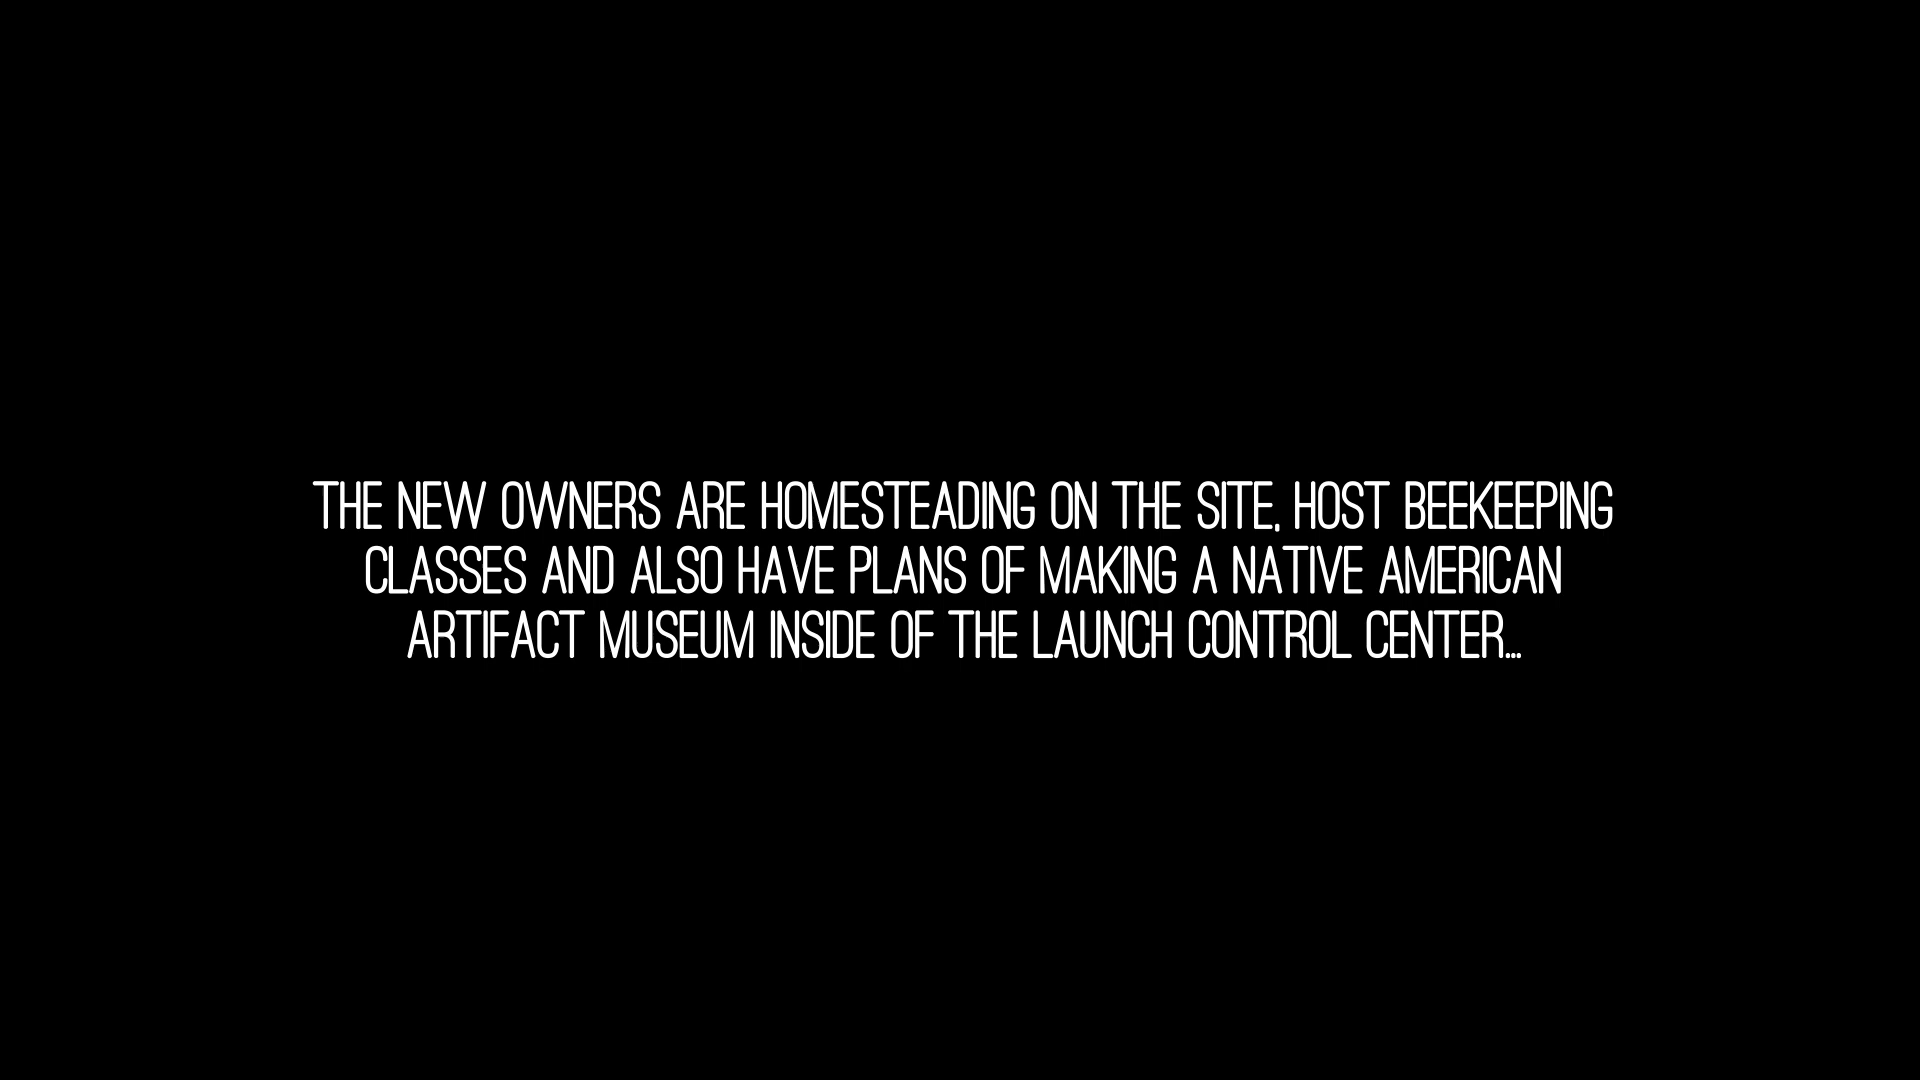 THE NEW OWNERS ARE HOMESTEADING ON THE SITE, HOST BEEKEEPING
CLASSES AND ALSO HAVE PLANS OF MAKING A NATIVE AMERICAN
ARTIFACT MUSEUM INSIDE OF THE LAUNCH CONTROL CENTER...